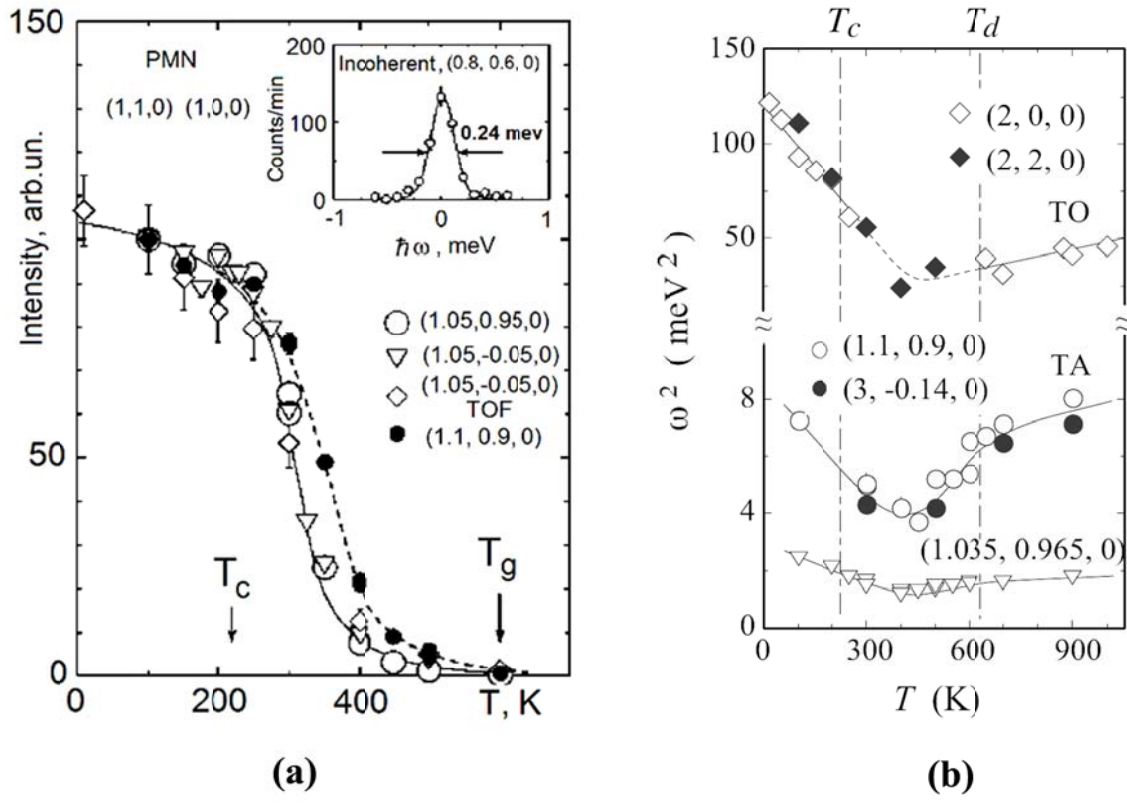 150
PMN
(1,1,0) (1,0,0)
Intensity, arb.un.
50
0
0
200
400
T, K
Tc
Tg
200
100
0
Counts/min
Incoherent, (0.8, 0.6, 0)
0.24 mev
-1
0
1
ħω, meV
(1.05,0.95,0)
(1.05,-0.05,0)
(1.05,-0.05,0)
TOF
(1.1, 0.9, 0)
(a)
Tc
Td
150
100
50
(2, 0, 0)
(2, 2, 0)
TO
ω² (meV²)
(1.1, 0.9, 0)
(3, -0.14, 0)
TA
8
4
0
(1.035, 0.965, 0)
0
300
600
900
T (K)
(b)